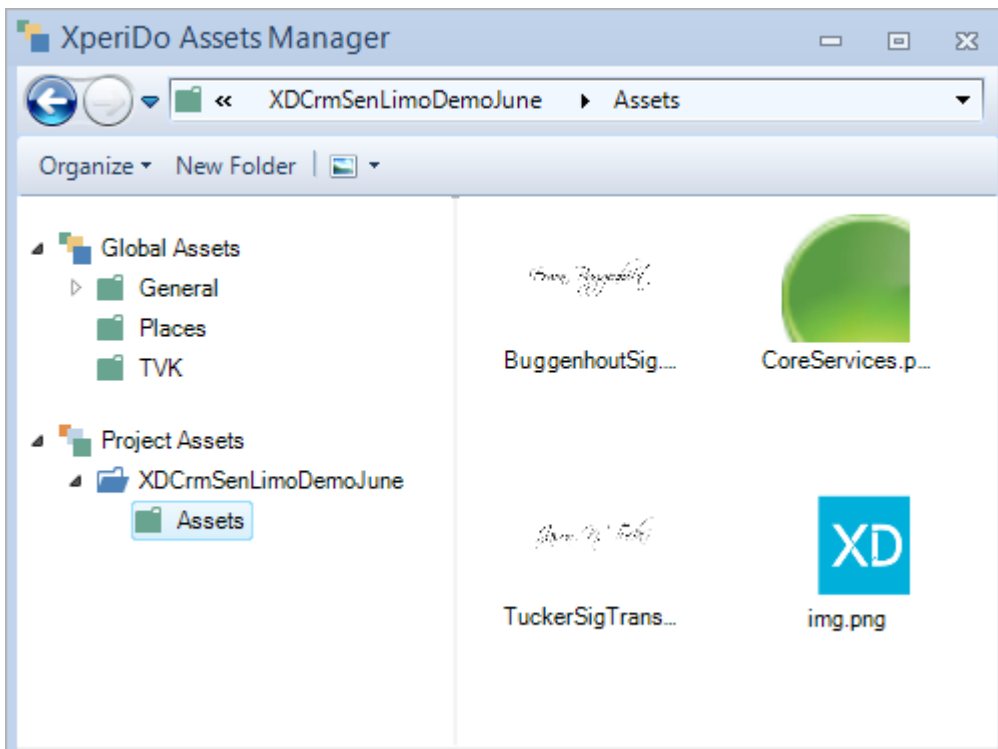 XperiDo Assets Manager
« XDCrmSenLimoDemoJune Assets
Organize New Folder
Global Assets
General
Places
TVK
Project Assets
XDCrmSenLimoDemoJune
Assets
BuggenhoutSig....
CoreServices.p...
XD
TuckerSigTrans...
img.png